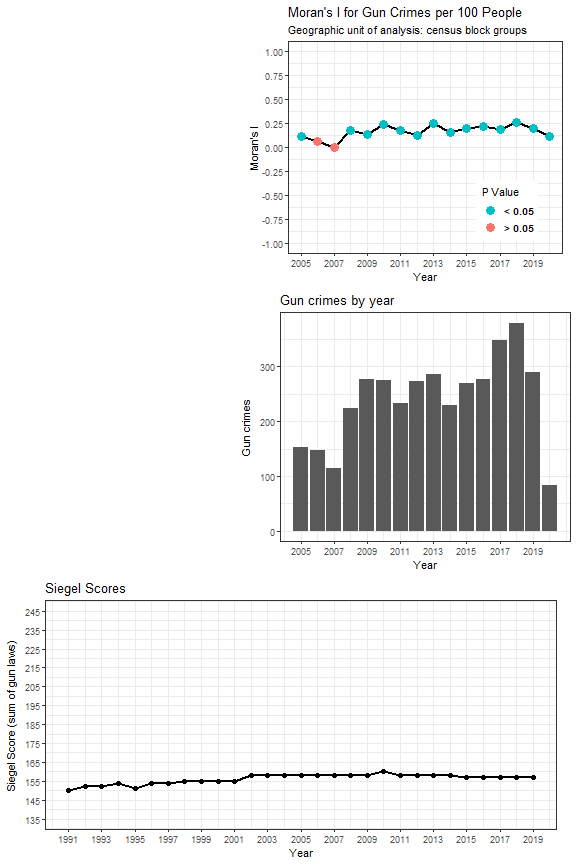 Moran's I for Gun Crimes per 100 People
Geographic unit of analysis: census block groups
Moran's I
1.00
0.75
0.50
0.25
0.00
-0.25
-0.50
-0.75
-1.00
P Value
< 0.05
> 0.05
2005 2007 2009 2011 2013 2015 2017 2019
Year
Gun crimes by year
Gun crimes
300
200
100
0
2005 2007 2009 2011 2013 2015 2017 2019
Year
Siegel Scores
Siegel Score (sum of gun laws)
245
235
225
215
205
195
185
175
165
155
145
135
1991 1993 1995 1997 1999 2001 2003 2005 2007 2009 2011 2013 2015 2017 2019
Year